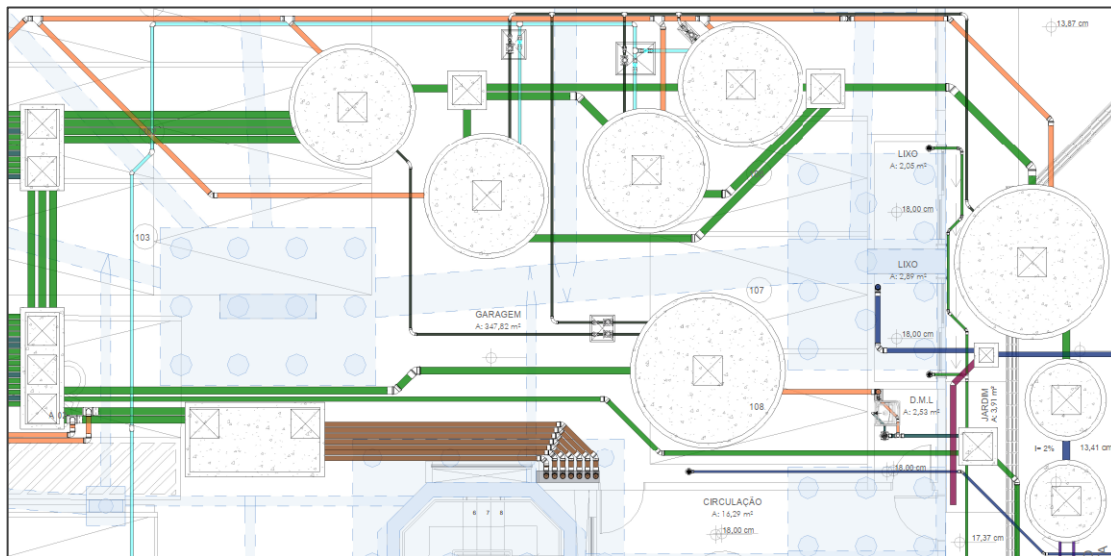 13,87 cm
LIXO
A: 2,05 m²
18,00 cm
103
LIXO
A: 2,89 m²
107
GARAGEM
A: 347,82 m²
18,00 cm
D.M.L
A: 2,53 m²
JARDIM
A: 3,91 m²
108
i= 2%
13,41 cm
18,00 cm
CIRCULAÇÃO
A: 16,29 m²
6 7 8
18,00 cm
17,37 cm